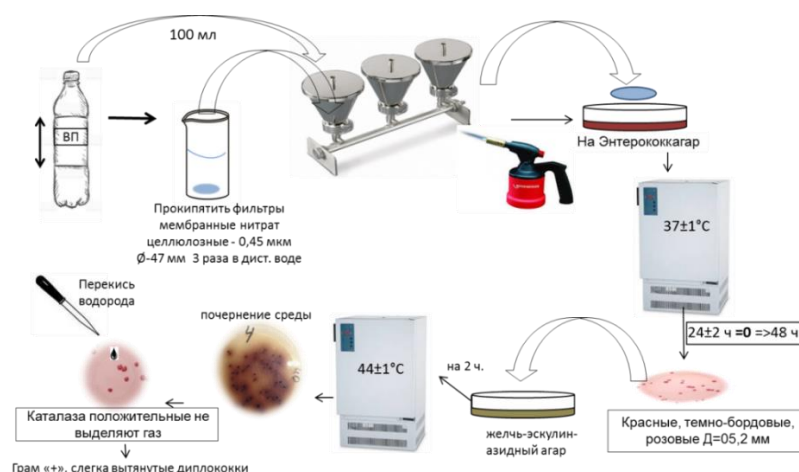 100 мл
ВП
На Энтерококкагар
Прокипятить фильтры
мембранные нитрат
целлюлозные - 0,45 мкм
Ø-47 мм 3 раза в дист. воде
37±1°С
24±2 ч =0 =>48 ч
Красные, темно-бордовые,
розовые Д=05,2 мм
желчь-эскулин-
азидный агар
на 2 ч.
44±1°С
почернение среды
Перекись
водорода
Каталаза положительные не
выделяют газ
Грам «+», слегка вытянутые диплококки